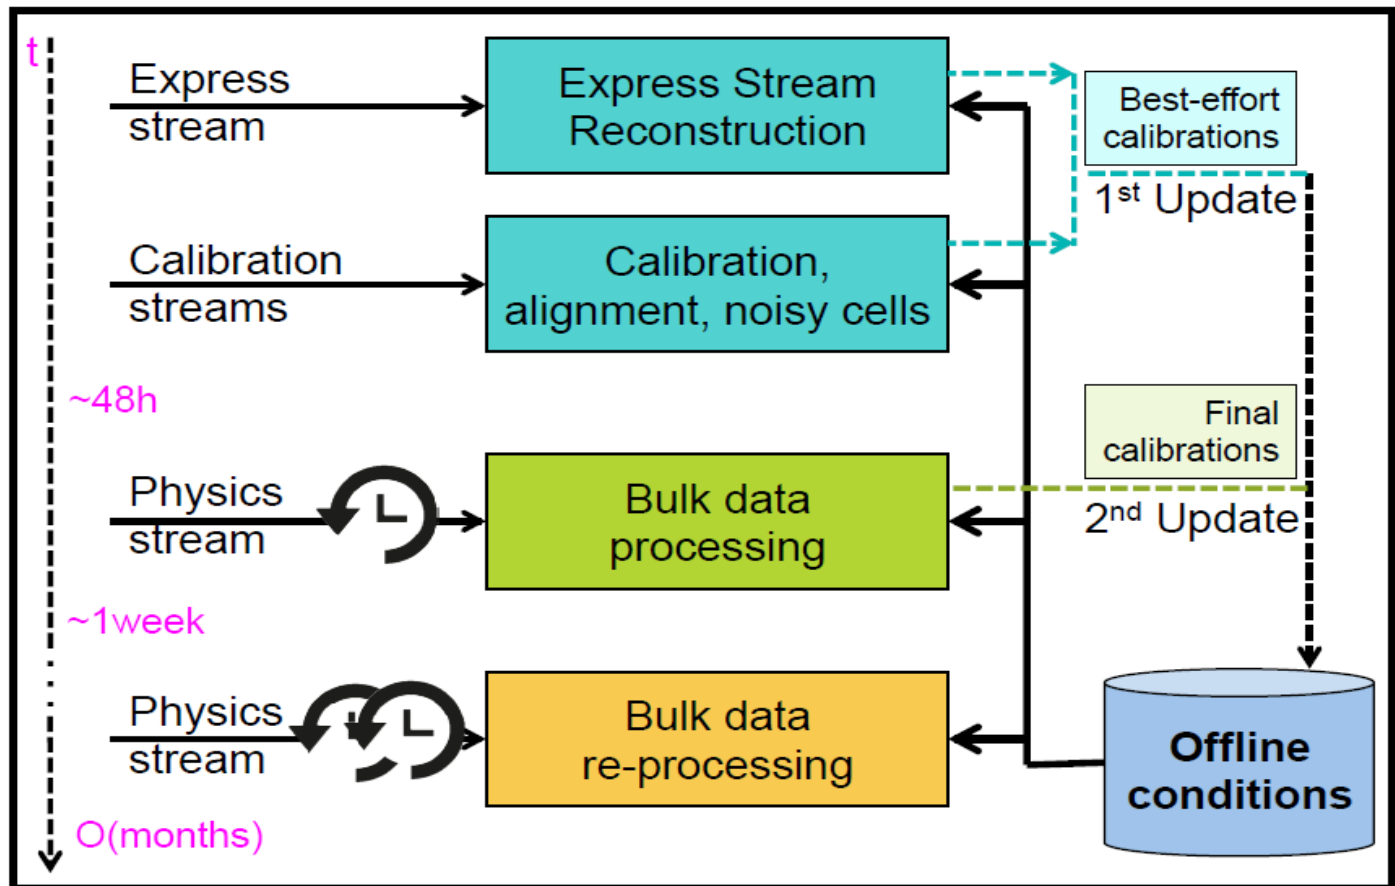 t
Express
stream
Express Stream
Reconstruction
Best-effort
calibrations
1st Update
Calibration
streams
Calibration,
alignment, noisy cells
~48h
Final
calibrations
2nd Update
Physics
stream
Bulk data
processing
~1week
Physics
stream
Bulk data
re-processing
Offline
conditions
O(months)